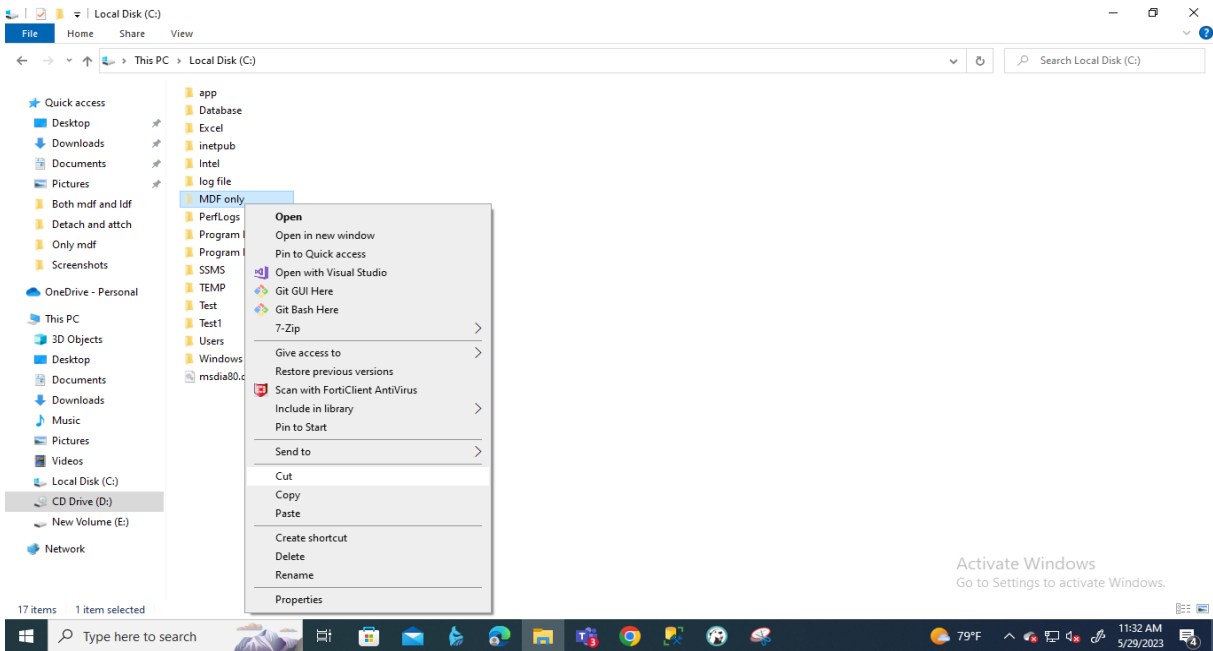 Local Disk (C:)
File Home Share View
This PC > Local Disk (C:)
Search Local Disk (C:)
Quick access
Desktop
Downloads
Documents
Pictures
Both mdf and ldf
Detach and attch
Only mdf
Screenshots
OneDrive - Personal
This PC
3D Objects
Desktop
Documents
Downloads
Music
Pictures
Videos
Local Disk (C:)
CD Drive (D:)
New Volume (E:)
Network
app
Database
Excel
inetpub
Intel
log file
MDF only
PerfLogs
Program
Program
SSMS
TEMP
Test
Test1
Users
Windows
msdia80.
Open
Open in new window
Pin to Quick access
Open with Visual Studio
Git GUI Here
Git Bash Here
7-Zip
Give access to
Restore previous versions
Scan with FortiClient AntiVirus
Include in library
Pin to Start
Send to
Cut
Copy
Paste
Create shortcut
Delete
Rename
Properties
Activate Windows
Go to Settings to activate Windows.
17 items 1 item selected
Type here to search
3
79°F
11:32 AM
5/29/2023
4